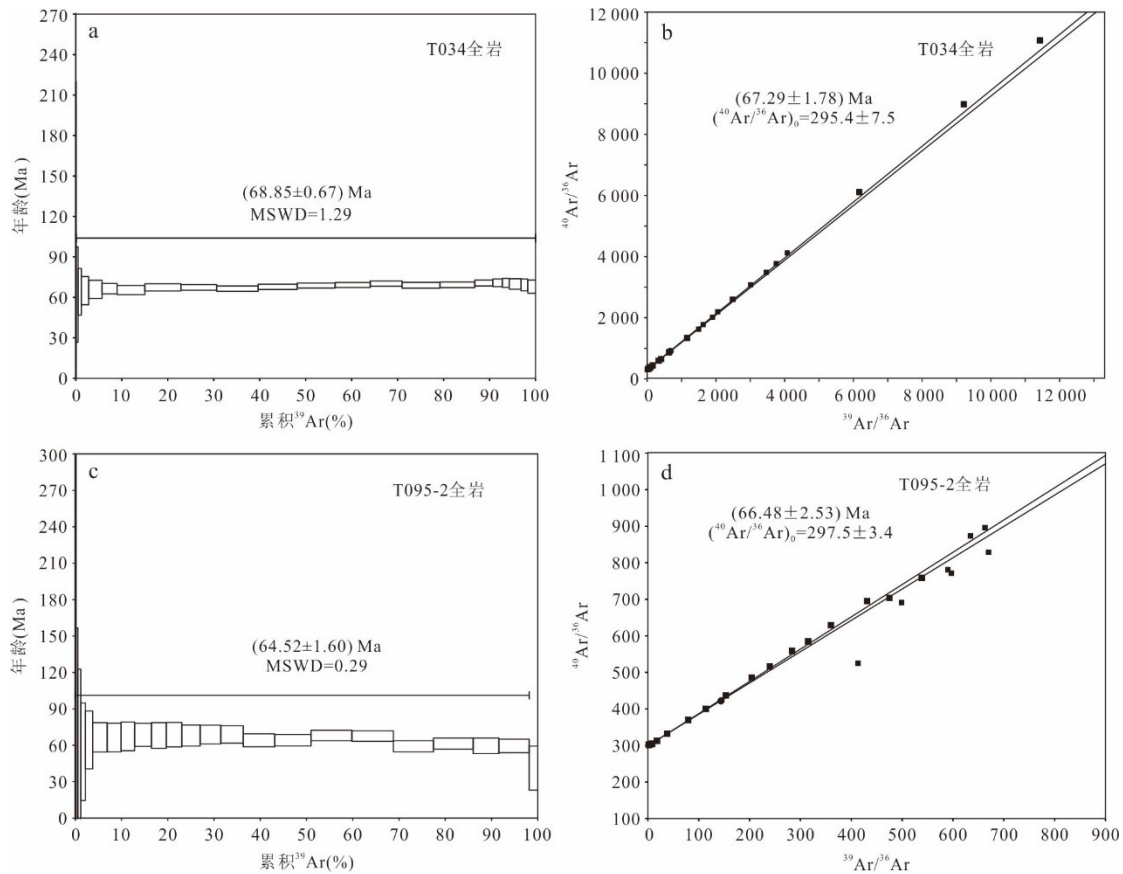 a
T034全岩
270
240
210
180
150
120
90
60
30
0
年龄(Ma)
(68.85±0.67) Ma
MSWD=1.29
0 10 20 30 40 50 60 70 80 90 100
累积³⁹Ar(%)
b
T034全岩
12 000
10 000
8 000
6 000
4 000
2 000
0
⁴⁰Ar/³⁶Ar
(67.29±1.78) Ma
(⁴⁰Ar/³⁶Ar)₀=295.4±7.5
0 2 000 4 000 6 000 8 000 10 000 12 000
³⁹Ar/³⁶Ar
c
T095-2全岩
300
270
240
210
180
150
120
90
60
30
0
年龄(Ma)
(64.52±1.60) Ma
MSWD=0.29
0 10 20 30 40 50 60 70 80 90 100
累积³⁹Ar(%)
d
T095-2全岩
1 100
1 000
900
800
700
600
500
400
300
200
100
⁴⁰Ar/³⁶Ar
(66.48±2.53) Ma
(⁴⁰Ar/³⁶Ar)₀=297.5±3.4
0 100 200 300 400 500 600 700 800 900
³⁹Ar/³⁶Ar